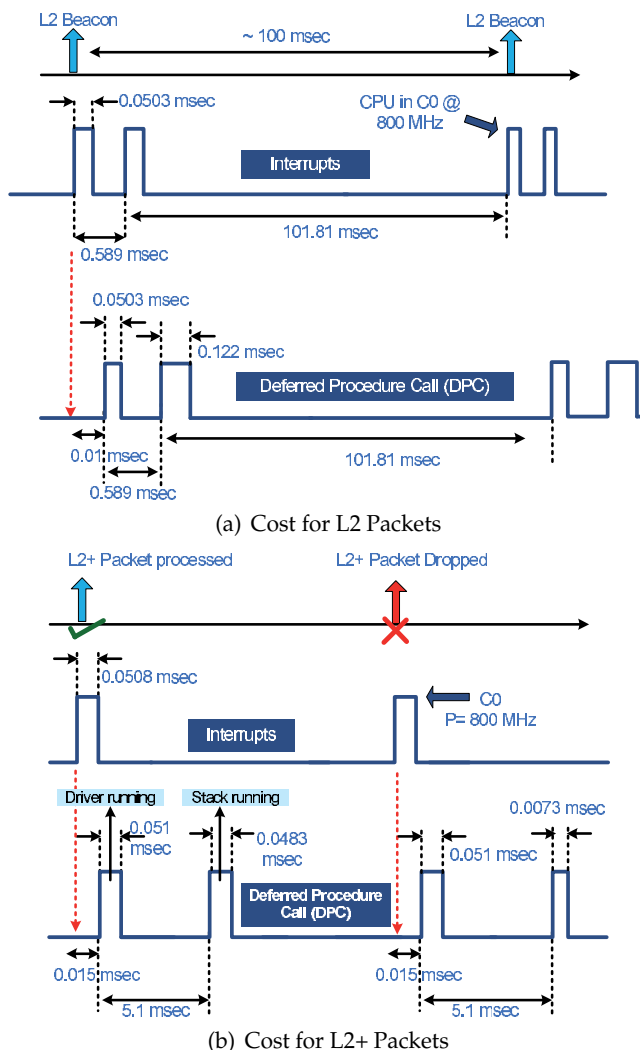 L2 Beacon
L2 Beacon
~ 100 msec
0.0503 msec
CPU in C0 @
800 MHz
Interrupts
101.81 msec
0.589 msec
0.0503 msec
0.122 msec
Deferred Procedure Call (DPC)
0.01 msec
101.81 msec
0.589 msec
(a) Cost for L2 Packets
L2+ Packet processed
L2+ Packet Dropped
0.0508 msec
C0
P= 800 MHz
Interrupts
Driver running
Stack running
0.0073 msec
0.051
msec
0.0483
msec
0.051 msec
Deferred Procedure
Call (DPC)
0.015 msec
0.015 msec
5.1 msec
5.1 msec
(b) Cost for L2+ Packets